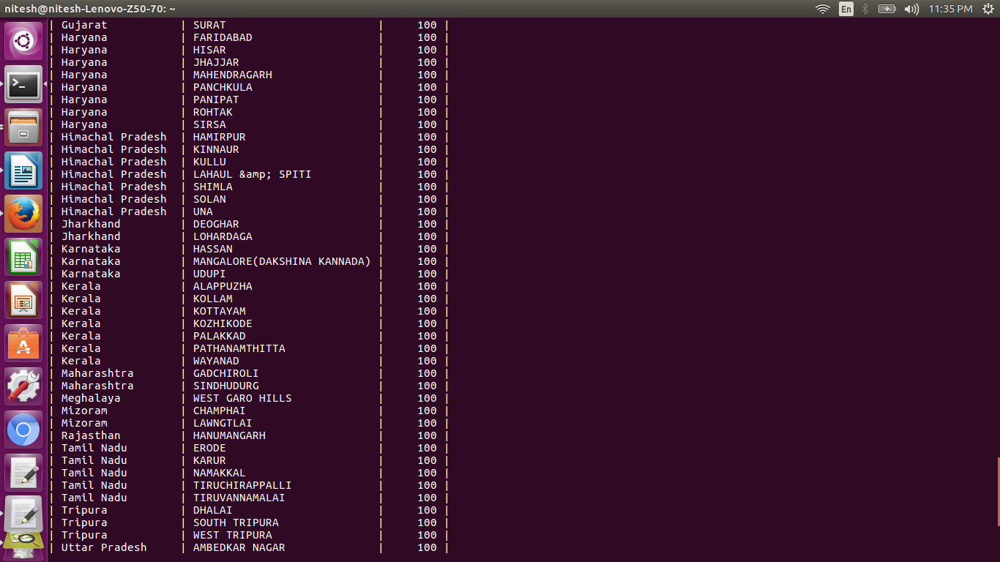 nitesh@nitesh-Lenovo-Z50-70: ~ En 11:35 PM
| Gujarat | SURAT | 100 |
| Haryana | FARIDABAD | 100 |
| Haryana | HISAR | 100 |
| Haryana | JHAJJAR | 100 |
| Haryana | MAHENDRAGARH | 100 |
| Haryana | PANCHKULA | 100 |
| Haryana | PANIPAT | 100 |
| Haryana | ROHTAK | 100 |
| Haryana | SIRSA | 100 |
| Himachal Pradesh | HAMIRPUR | 100 |
| Himachal Pradesh | KINNAUR | 100 |
| Himachal Pradesh | KULLU | 100 |
| Himachal Pradesh | LAHAUL &amp; SPITI | 100 |
| Himachal Pradesh | SHIMLA | 100 |
| Himachal Pradesh | SOLAN | 100 |
| Himachal Pradesh | UNA | 100 |
| Jharkhand | DEOGHAR | 100 |
| Jharkhand | LOHARDAGA | 100 |
| Karnataka | HASSAN | 100 |
| Karnataka | MANGALORE(DAKSHINA KANNADA) | 100 |
| Karnataka | UDUPI | 100 |
| Kerala | ALAPPUZHA | 100 |
| Kerala | KOLLAM | 100 |
| Kerala | KOTTAYAM | 100 |
| Kerala | KOZHIKODE | 100 |
| Kerala | PALAKKAD | 100 |
| Kerala | PATHANAMTHITTA | 100 |
| Kerala | WAYANAD | 100 |
| Maharashtra | GADCHIROLI | 100 |
| Maharashtra | SINDHUDURG | 100 |
| Meghalaya | WEST GARO HILLS | 100 |
| Mizoram | CHAMPHAI | 100 |
| Mizoram | LAWNGTLAI | 100 |
| Rajasthan | HANUMANGARH | 100 |
| Tamil Nadu | ERODE | 100 |
| Tamil Nadu | KARUR | 100 |
| Tamil Nadu | NAMAKKAL | 100 |
| Tamil Nadu | TIRUCHIRAPPALLI | 100 |
| Tamil Nadu | TIRUVANNAMALAI | 100 |
| Tripura | DHALAI | 100 |
| Tripura | SOUTH TRIPURA | 100 |
| Tripura | WEST TRIPURA | 100 |
| Uttar Pradesh | AMBEDKAR NAGAR | 100 |